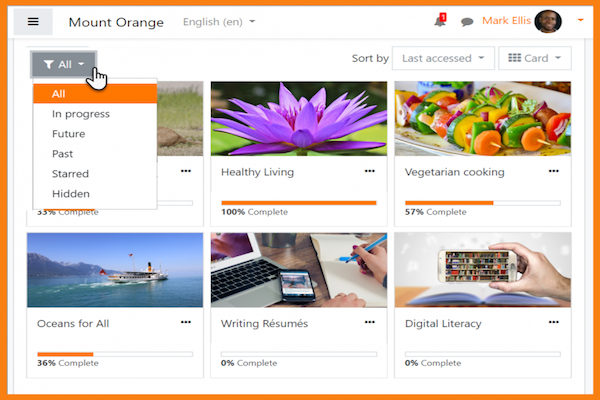 Mount Orange English (en) 1 Mark Ellis
All Sort by Last accessed Card
All
In progress
Future
Past
Starred
Hidden
Healthy Living Vegetarian cooking
33% Complete 100% Complete 57% Complete
Oceans for All Writing Résumés Digital Literacy
36% Complete 0% Complete 0% Complete